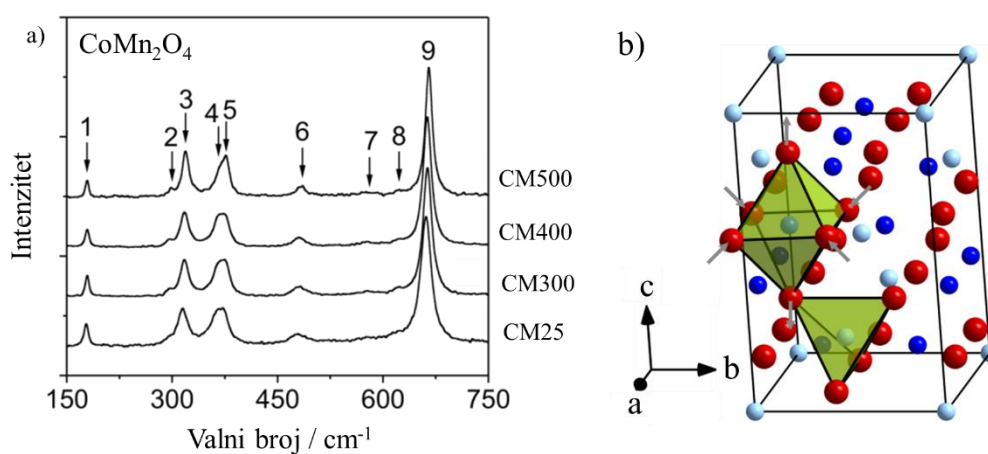 a)
CoMn₂O₄
Intenzitet
1
2
3
4
5
6
7
8
9
CM500
CM400
CM300
CM25
150 300 450 600 750
Valni broj / cm⁻¹
b)
c
b
a